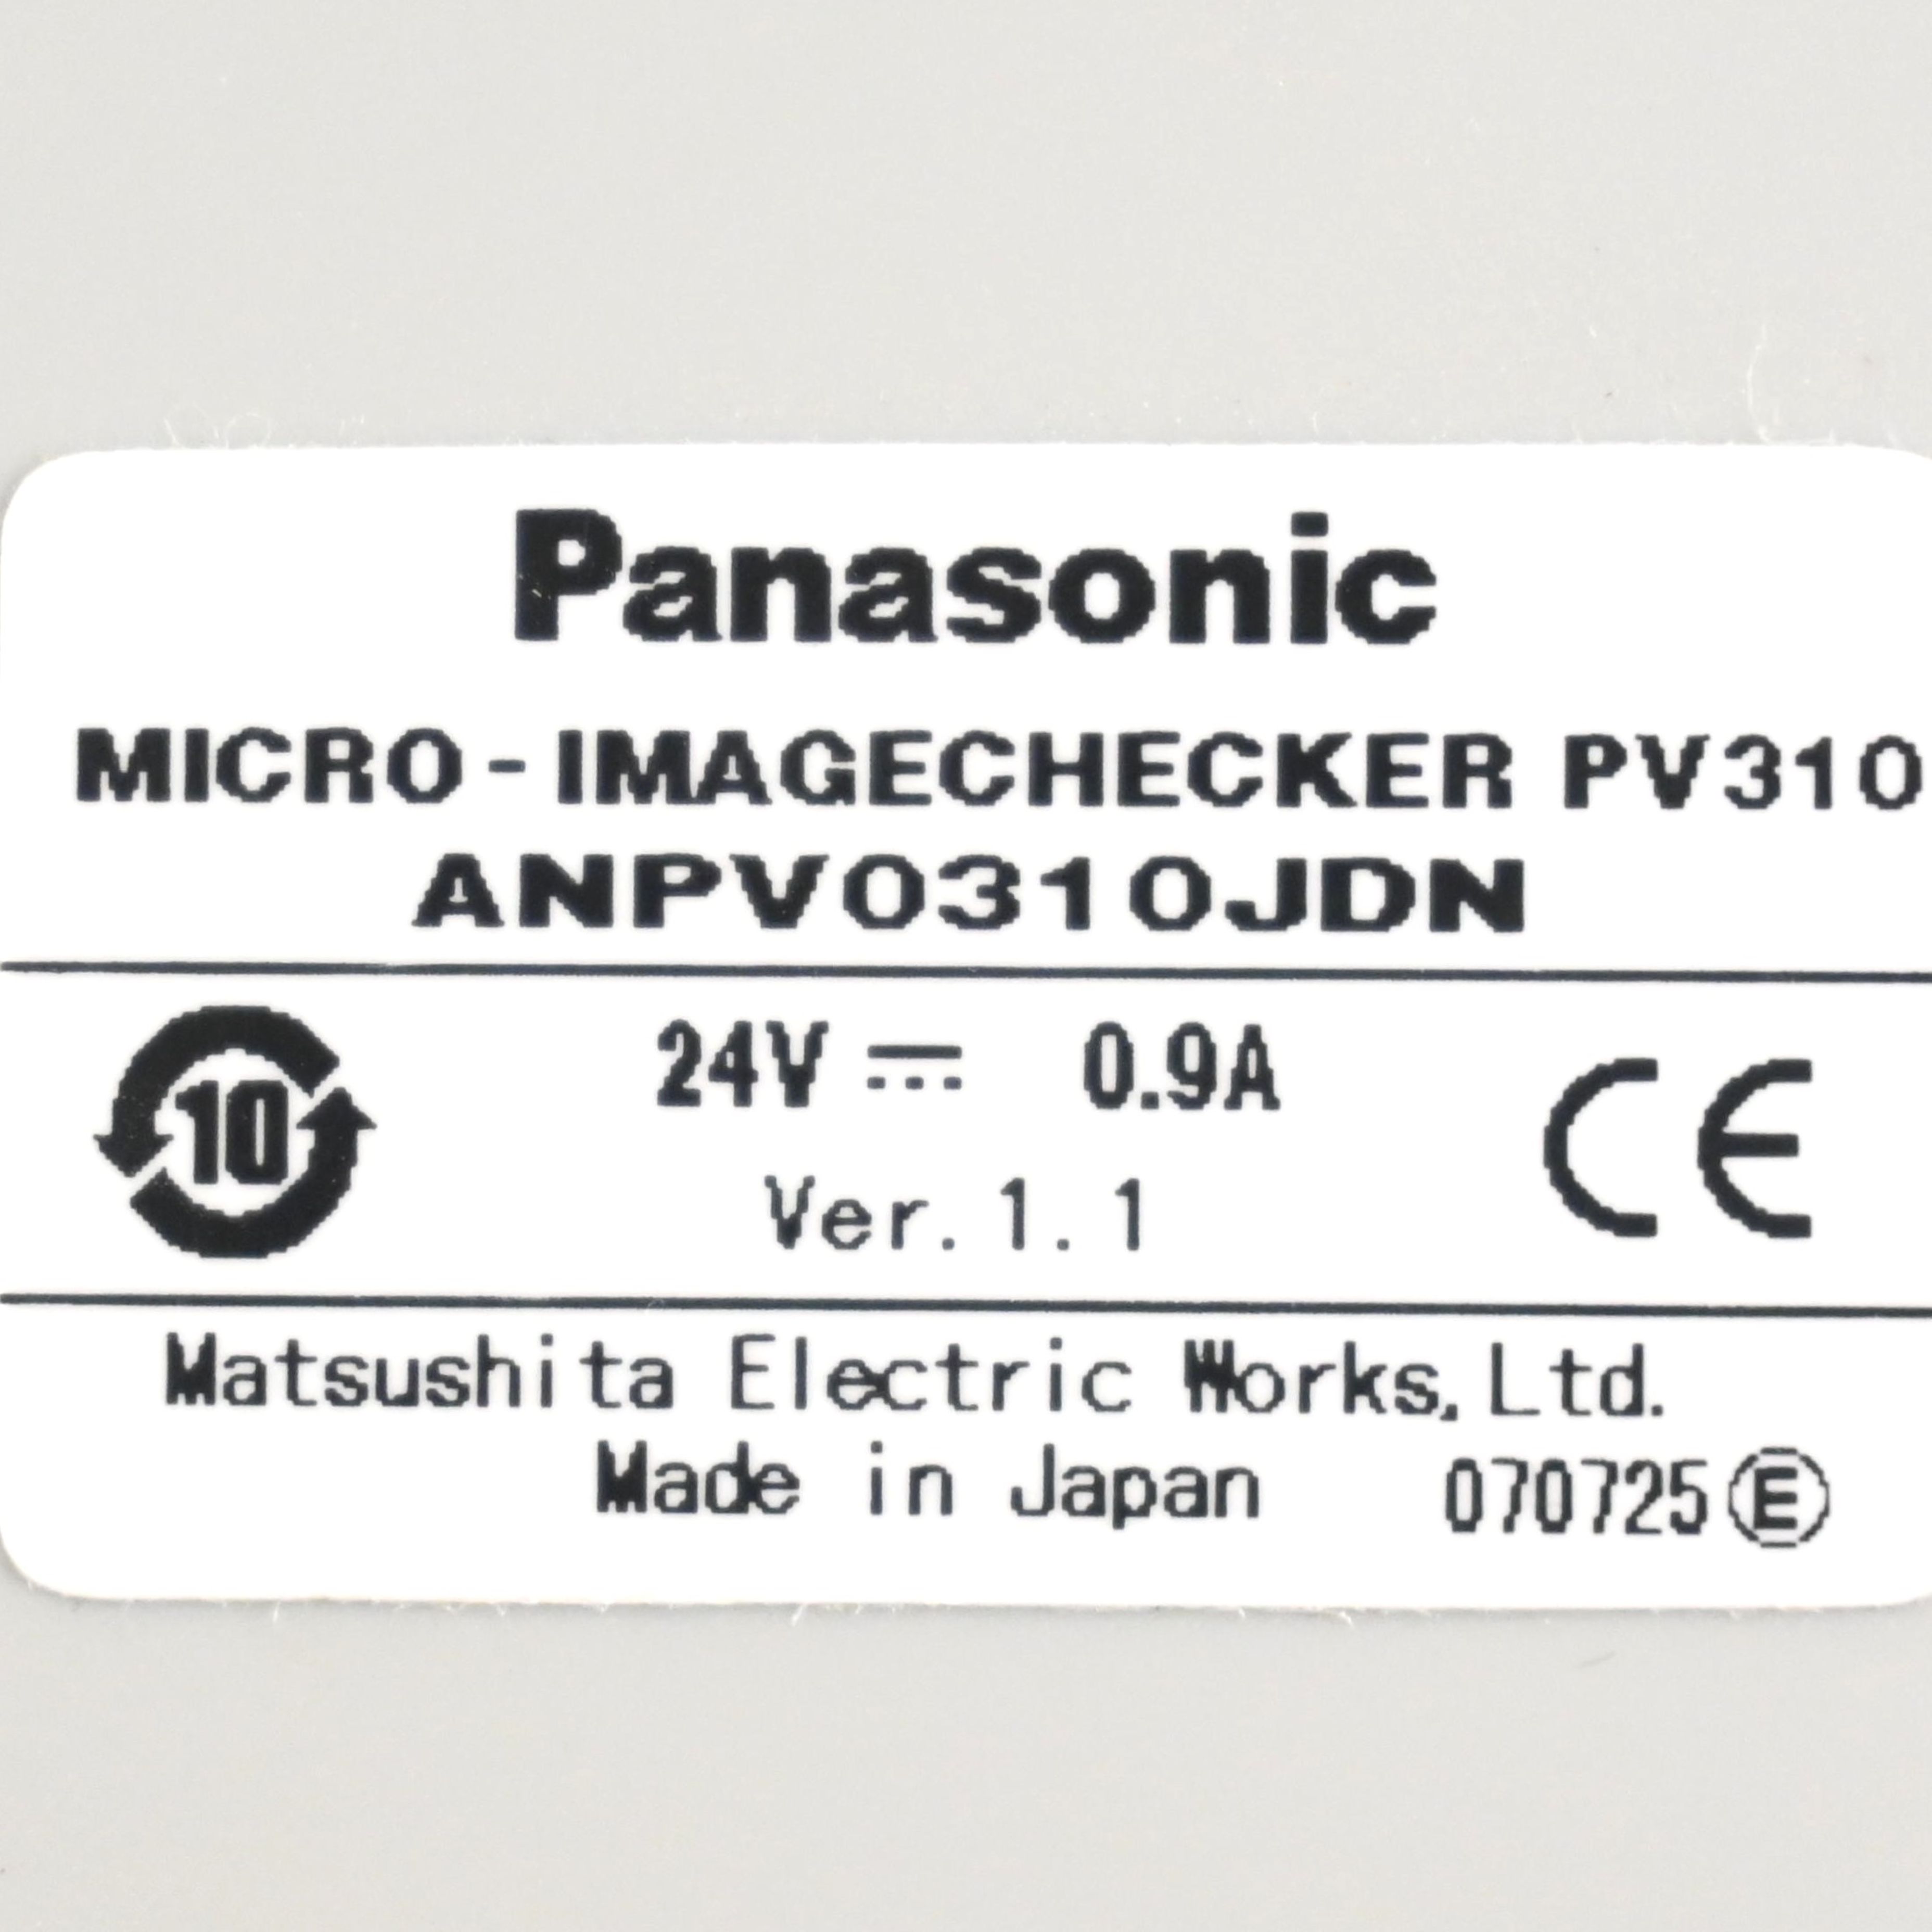 Panasonic
MICRO-IMAGECHECKER PV310
ANPV0310JDN
10
24V ⎓ 0.9A
Ver.1.1
CE
Matsushita Electric Works,Ltd.
Made in Japan 070725Ⓔ